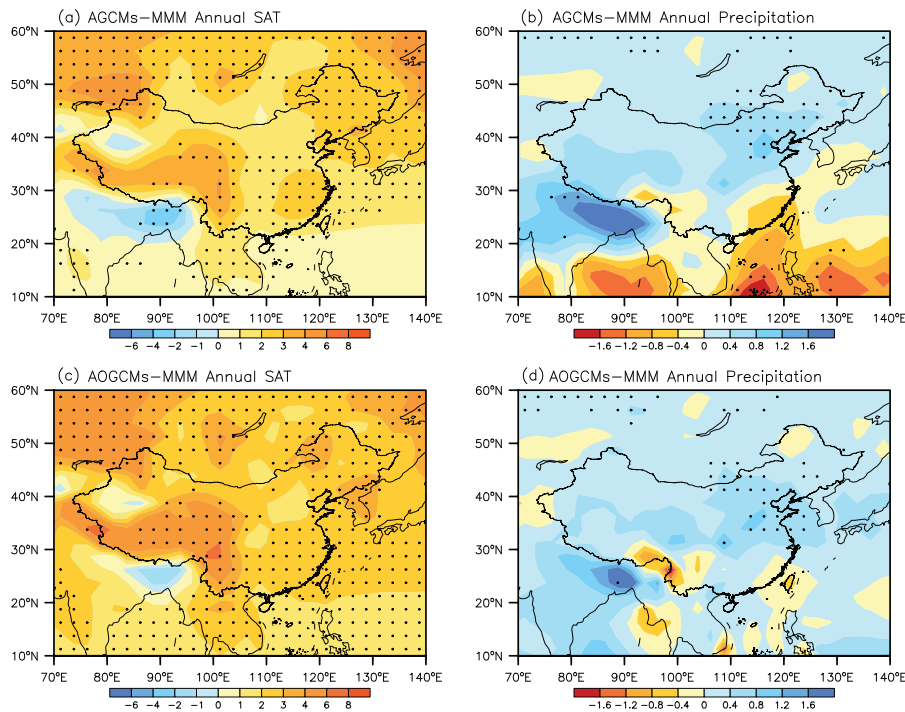 (a) AGCMs-MMM Annual SAT
(b) AGCMs-MMM Annual Precipitation
60°N
50°N
40°N
30°N
20°N
10°N
60°N
50°N
40°N
30°N
20°N
10°N
70°E 80°E 90°E 100°E 110°E 120°E 130°E 140°E
70°E 80°E 90°E 100°E 110°E 120°E 130°E 140°E
-6 -4 -2 -1 0 1 2 3 6 8
-1.6 -1.2 -0.8 -0.4 0 0.4 0.8 1.2 1.6
(c) AOGCMs-MMM Annual SAT
(d) AOGCMs-MMM Annual Precipitation
60°N
50°N
40°N
30°N
20°N
10°N
60°N
50°N
40°N
30°N
20°N
10°N
70°E 80°E 90°E 100°E 110°E 120°E 130°E 140°E
70°E 80°E 90°E 100°E 110°E 120°E 130°E 140°E
-6 -4 -2 -1 0 1 2 3 4 8
-1.6 -1.2 -0.8 -0.4 0 0.4 0.8 1.2 1.6